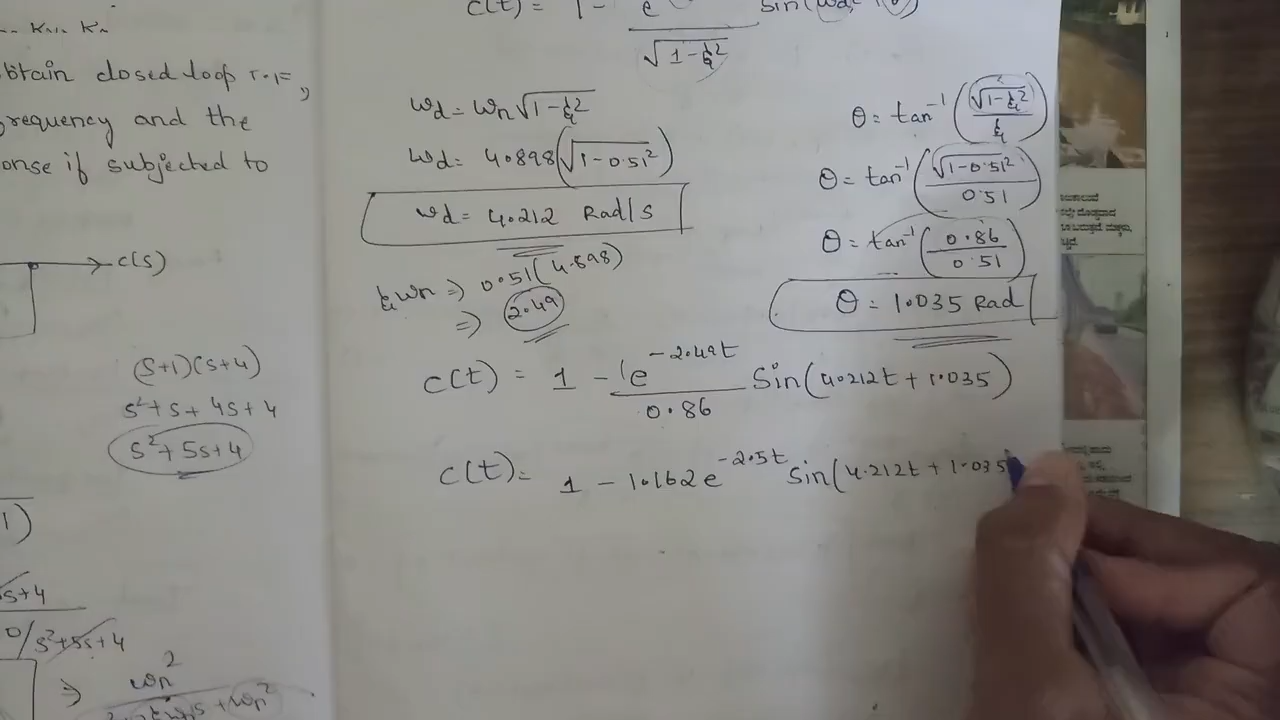 btain closed loop T.F,
requency and the
onse if subjected to
C(S)
(S+1)(S+4)
S²+S+4S+4
S²+5S+4
S+4
S²+5S+4
⇒ ωn²
C(t) = 1 - e sin(ωd
√1-ξ²
ωd = ωn√1-ξ²
ωd = 4.898(√1-0.51²)
ωd = 4.212 Rad/s
ξωn ⇒ 0.51(4.898)
⇒ 2.49
θ = tan⁻¹(√1-ξ²/ξ)
θ = tan⁻¹(√1-0.51²/0.51)
θ = tan⁻¹(0.86/0.51)
θ = 1.035 Rad
C(t) = 1 - (e^-2.49t/0.86 Sin(4.212t + 1.035)
C(t) = 1 - 1.162e^-2.5t sin(4.212t + 1.035